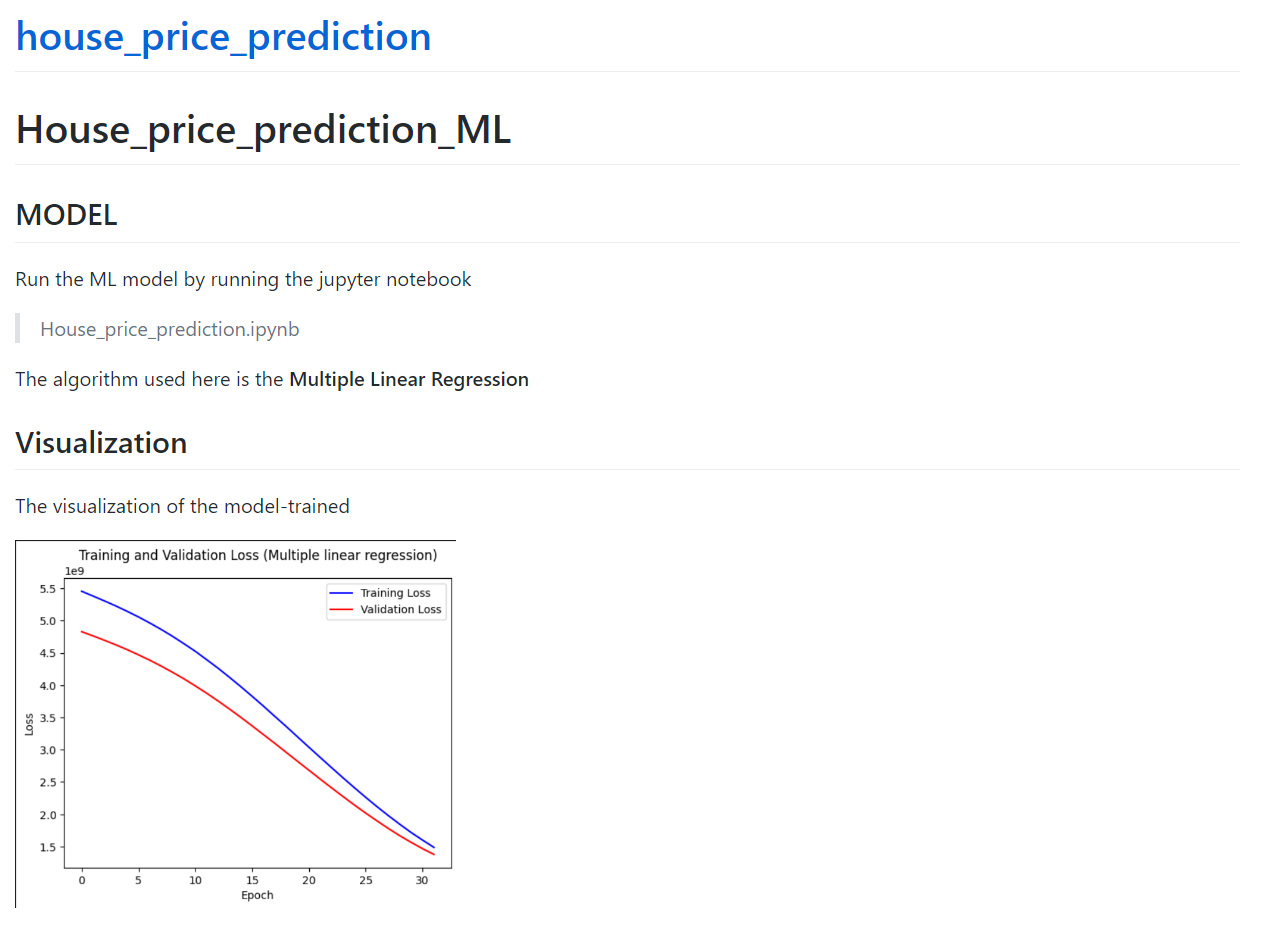 house_price_prediction
House_price_prediction_ML
MODEL
Run the ML model by running the jupyter notebook
House_price_prediction.ipynb
The algorithm used here is the Multiple Linear Regression
Visualization
The visualization of the model-trained
Training and Validation Loss (Multiple linear regression)
1e9
Training Loss
Validation Loss
5.5
5.0
4.5
4.0
3.5
3.0
2.5
2.0
1.5
Loss
0 5 10 15 20 25 30
Epoch